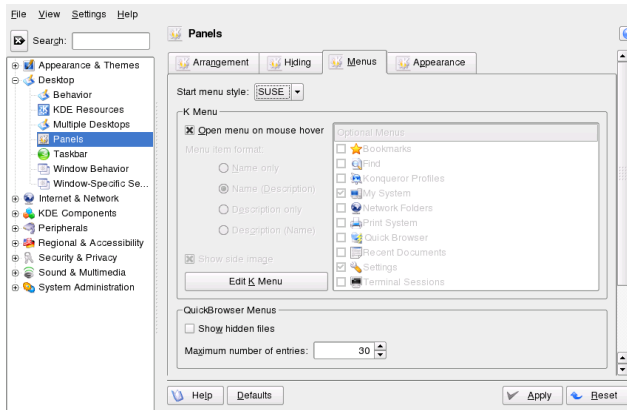 File View Settings Help
Search:
Appearance & Themes
Desktop
Behavior
KDE Resources
Multiple Desktops
Panels
Taskbar
Window Behavior
Window-Specific Se...
Internet & Network
KDE Components
Peripherals
Regional & Accessibility
Security & Privacy
Sound & Multimedia
System Administration
Panels
Arrangement Hiding Menus Appearance
Start menu style: SUSE
K Menu
Open menu on mouse hover
Menu item format:
Name only
Name (Description)
Description only
Description (Name)
Show side image
Edit K Menu
Optional Menus
Bookmarks
Find
Konqueror Profiles
My System
Network Folders
Print System
Quick Browser
Recent Documents
Settings
Terminal Sessions
QuickBrowser Menus
Show hidden files
Maximum number of entries: 30
Help Defaults Apply Reset